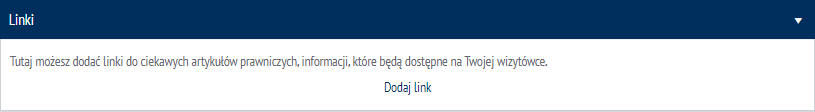 Linki
Tutaj możesz dodać linki do ciekawych artykułów prawniczych, informacji, które będą dostępne na Twojej wizytówce.
Dodaj link